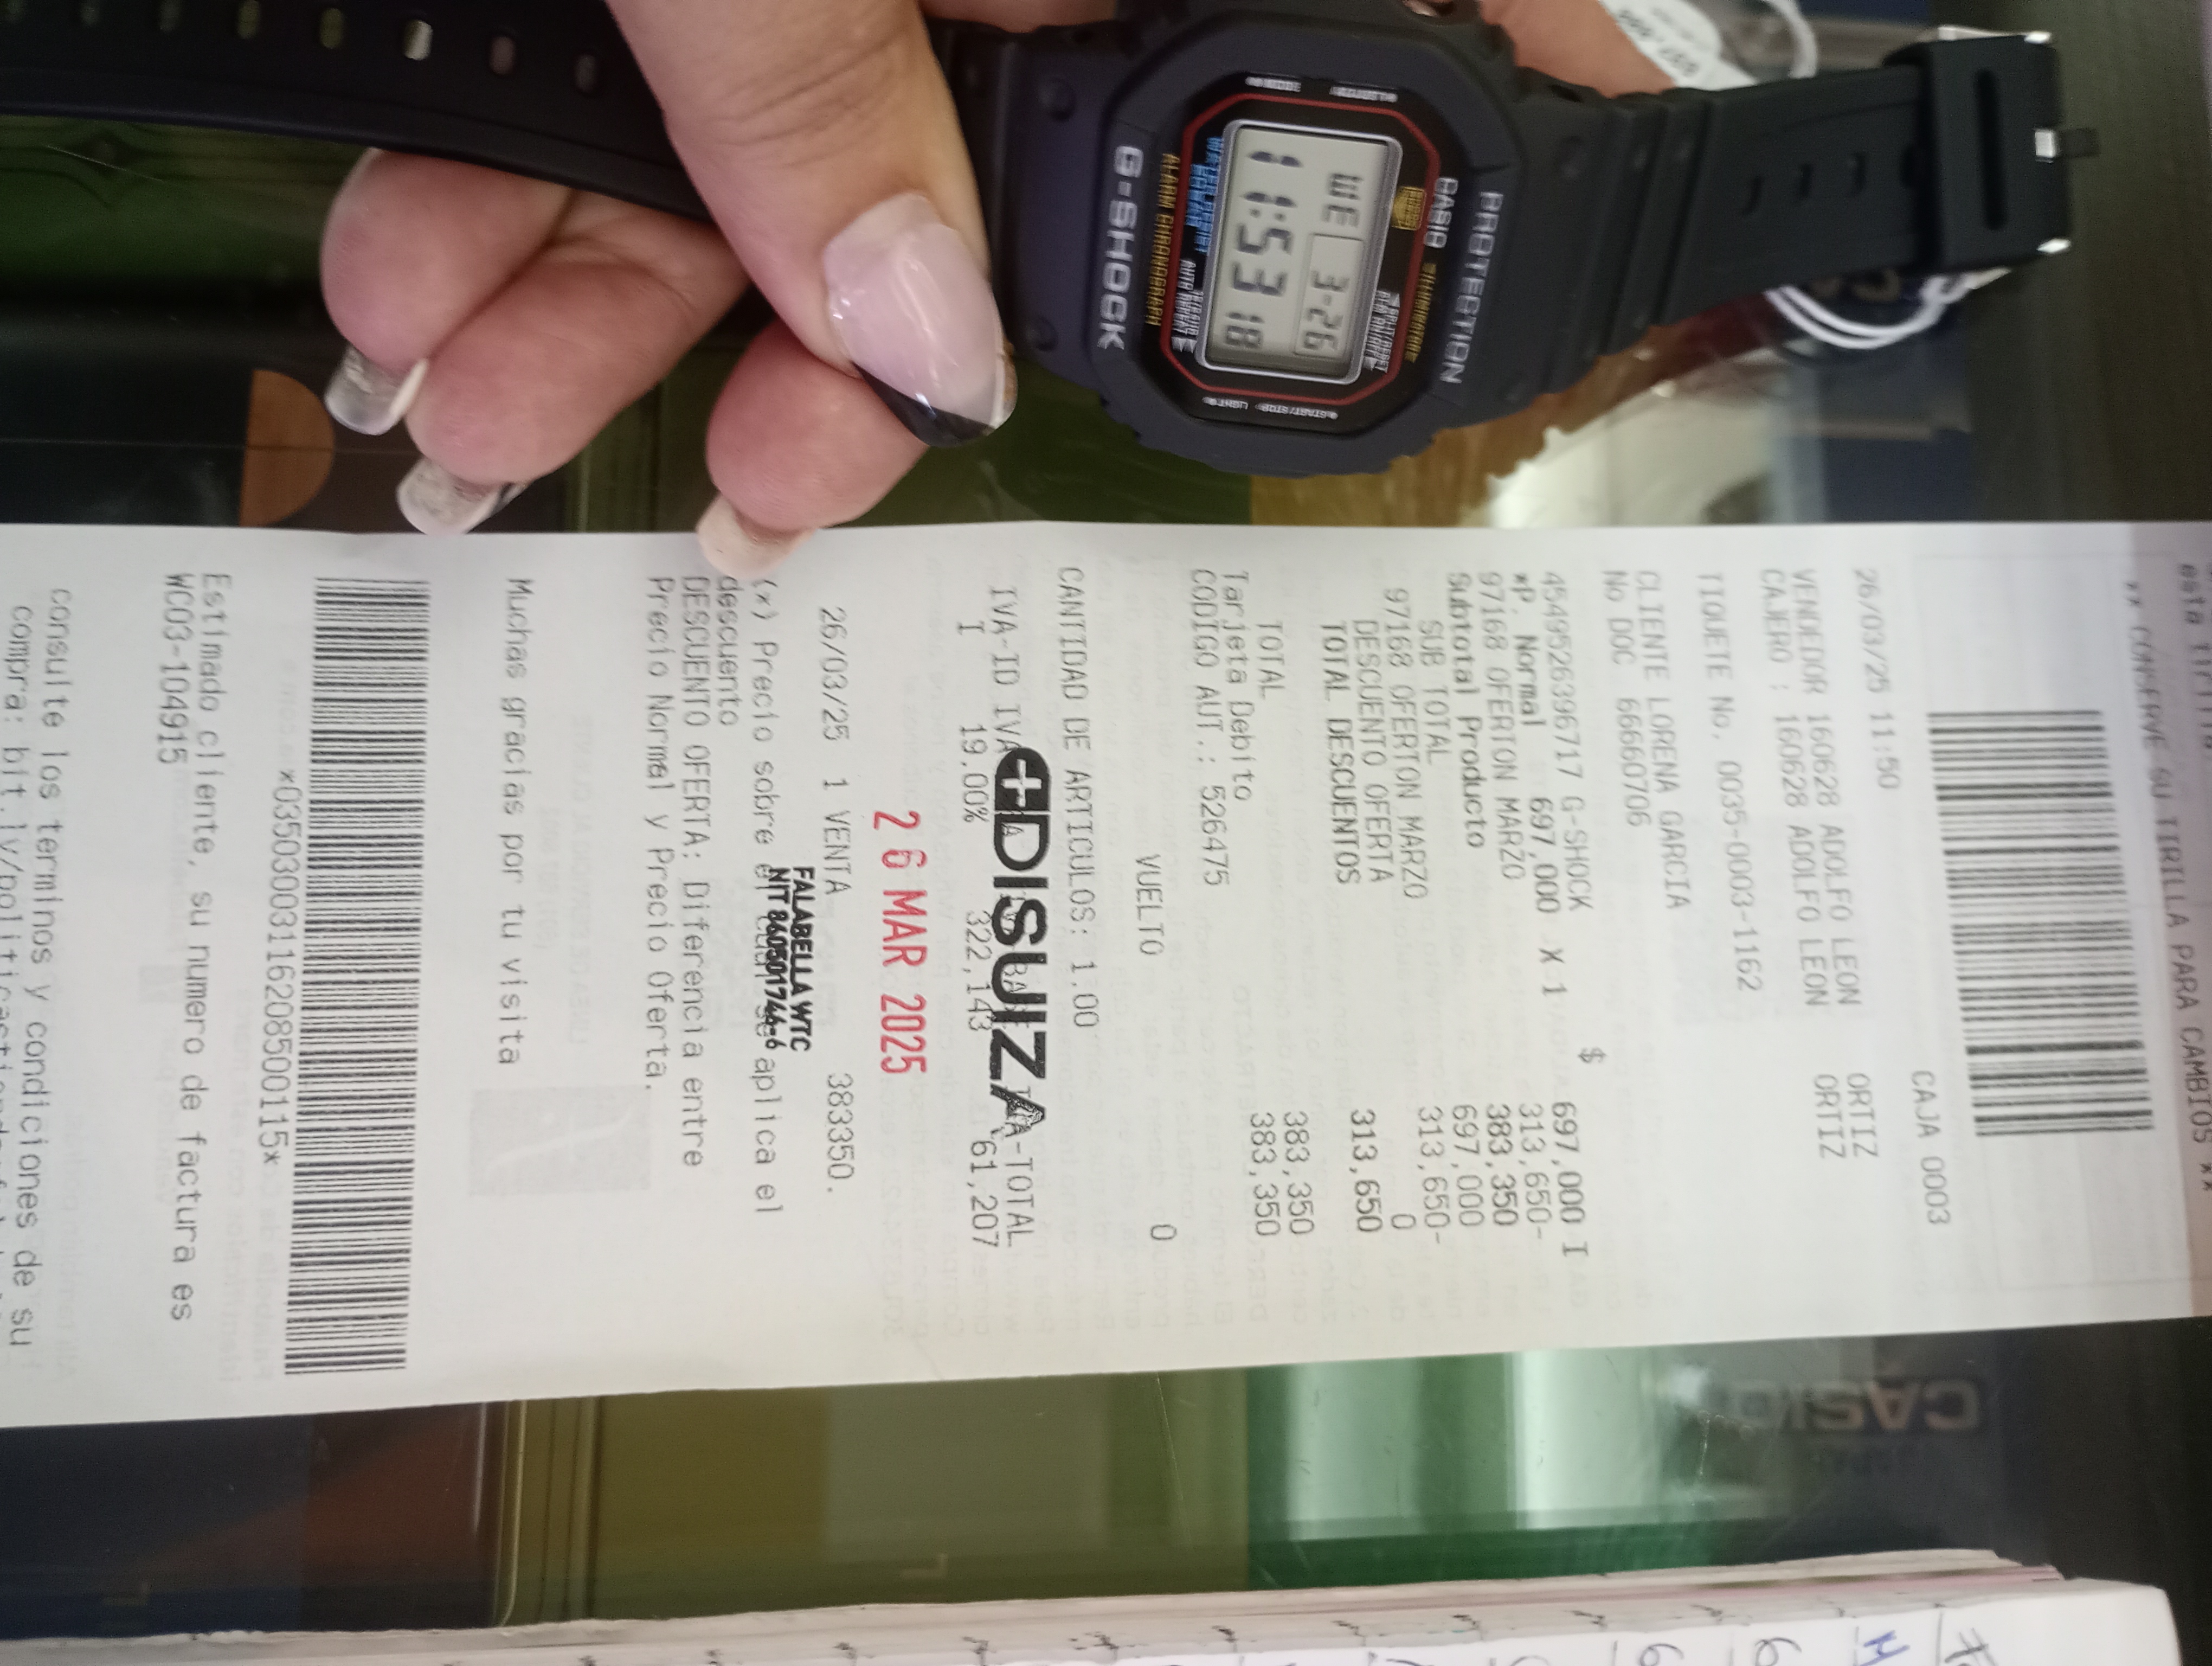 PROTECTION
CASIO
ILLUMINATOR
WE 3-26
11:53 18
WATER RESIST
ALARM CHRONOGRAPH
G-SHOCK
START/STOP
LIGHT
** CONSERVE SU TIRILLA PARA CAMBIOS **
CAJA 0003
26/03/25 11:50
VENDEDOR 160628 ADOLFO LEON ORTIZ
CAJERO : 160628 ADOLFO LEON ORTIZ
TIQUETE No. 0035-0003-1162
CLIENTE LORENA GARCIA
No DOC 66660706
$
4549526396717 G-SHOCK
*P. Normal 697,000 X 1 697,000 I
97168 OFERTON MARZO 313,650-
Subtotal Producto 383,350
SUB TOTAL 697,000
97168 OFERTON MARZO 313,650-
DESCUENTO OFERTA 0
TOTAL DESCUENTOS 313,650
TOTAL 383,350
Tarjeta Debito 383,350
CODIGO AUT.: 526475
VUELTO 0
CANTIDAD DE ARTICULOS: 1.00
IVA-ID IVA IVA-TOTAL
I 19.00% 322,143 61,207
DISUIZA
26 MAR 2025
26/03/25 1 VENTA 383350.
FALABELLA WTC
NIT 860501746-6
(*) Precio sobre el cual se aplica el
descuento
DESCUENTO OFERTA: Diferencia entre
Precio Normal y Precio Oferta.
Muchas gracias por tu visita
*03503003116208500115*
Estimado cliente, su numero de factura es
WC03-104915
consulte los terminos y condiciones de su
CASIO